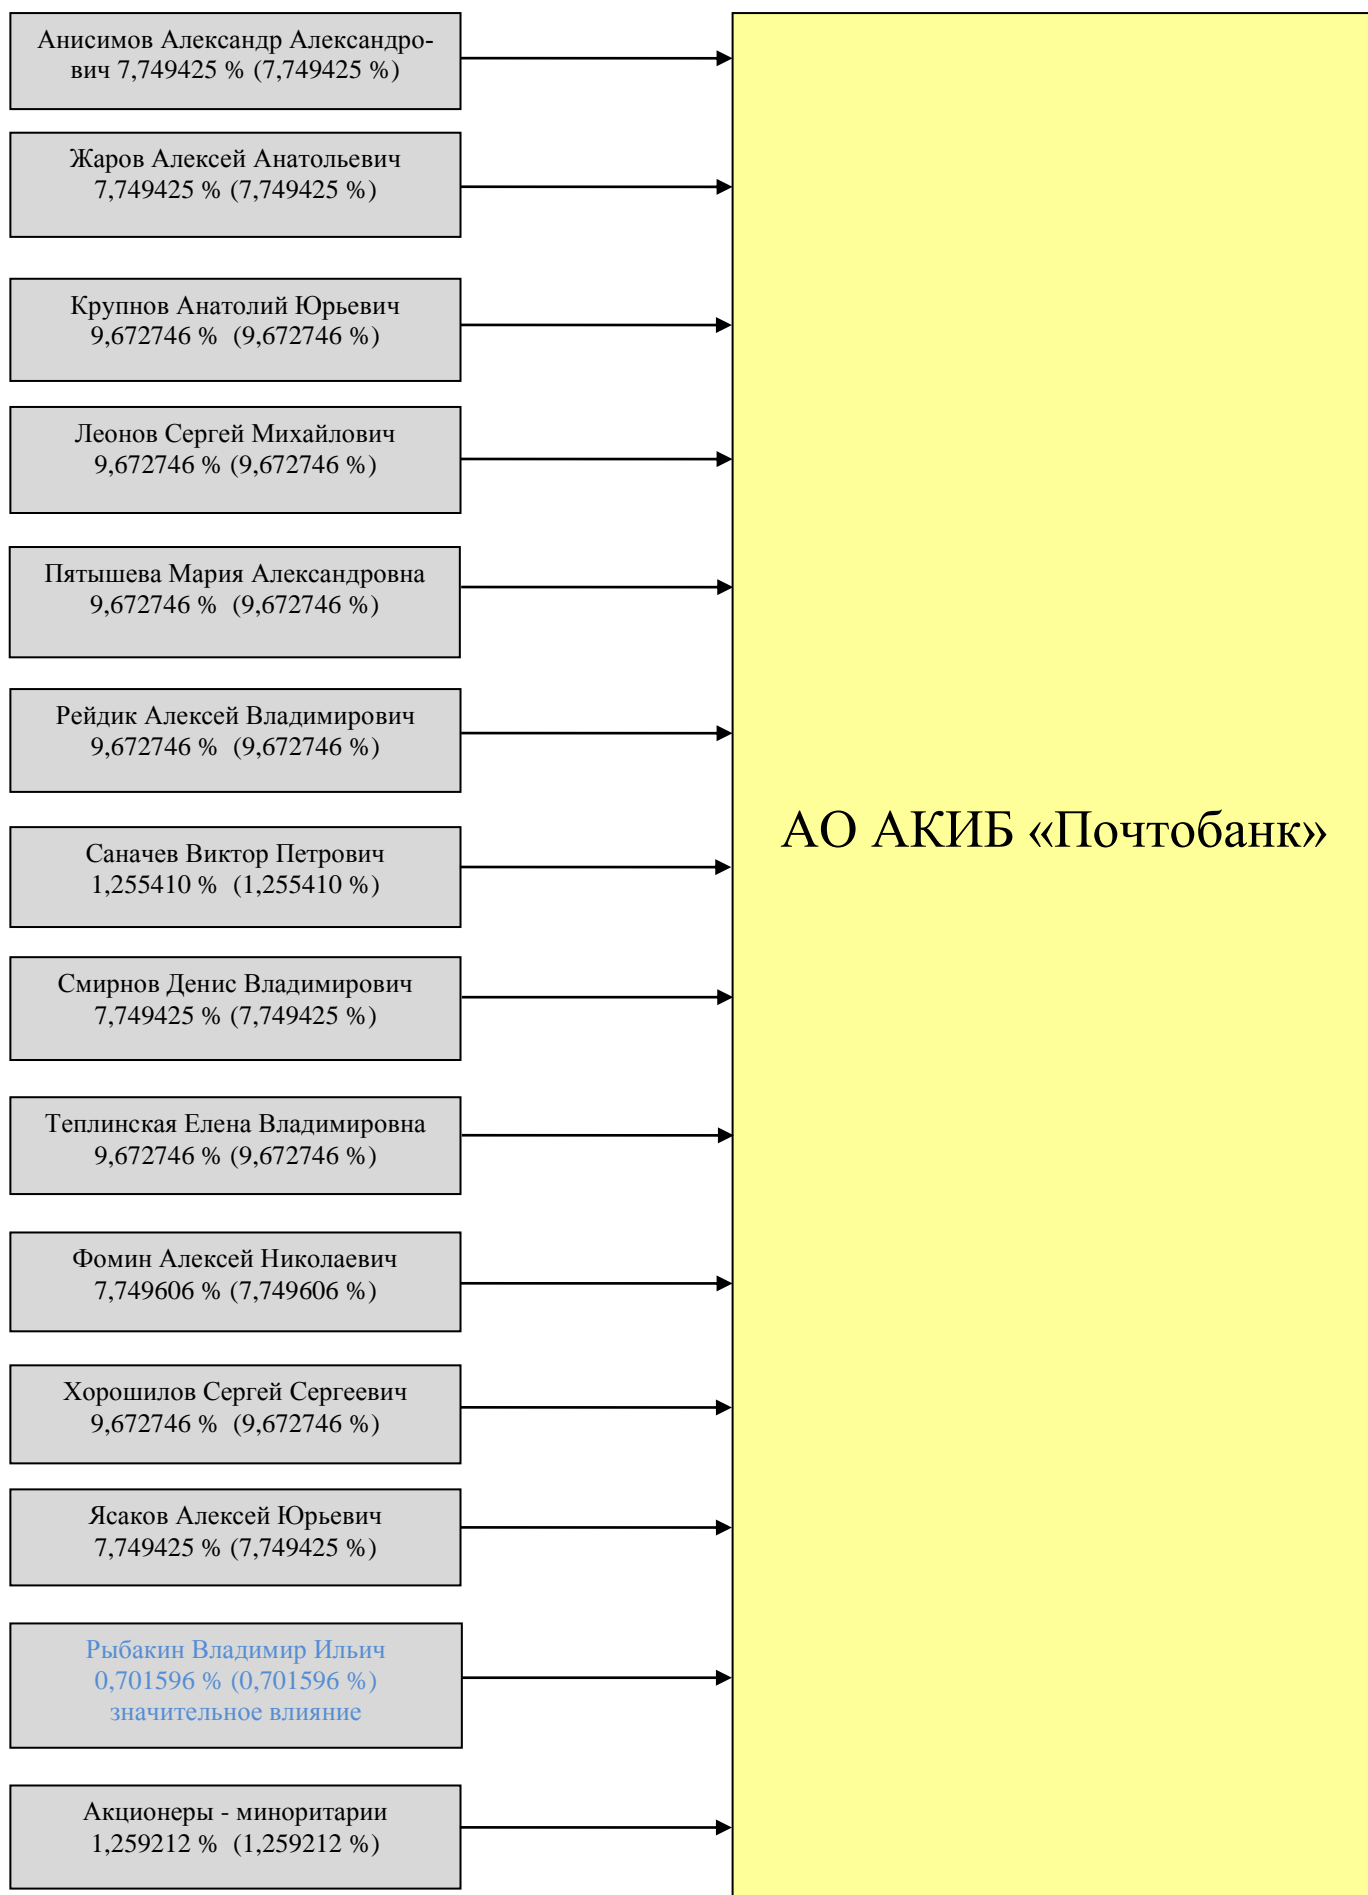 Анисимов Александр Александро-
вич 7,749425 % (7,749425 %)
Жаров Алексей Анатольевич
7,749425 % (7,749425 %)
Крупнов Анатолий Юрьевич
9,672746 % (9,672746 %)
Леонов Сергей Михайлович
9,672746 % (9,672746 %)
Пятышева Мария Александровна
9,672746 % (9,672746 %)
Рейдик Алексей Владимирович
9,672746 % (9,672746 %)
АО АКИБ «Почтобанк»
Саначев Виктор Петрович
1,255410 % (1,255410 %)
Смирнов Денис Владимирович
7,749425 % (7,749425 %)
Теплинская Елена Владимировна
9,672746 % (9,672746 %)
Фомин Алексей Николаевич
7,749606 % (7,749606 %)
Хорошилов Сергей Сергеевич
9,672746 % (9,672746 %)
Ясаков Алексей Юрьевич
7,749425 % (7,749425 %)
Рыбакин Владимир Ильич
0,701596 % (0,701596 %)
значительное влияние
Акционеры - миноритарии
1,259212 % (1,259212 %)